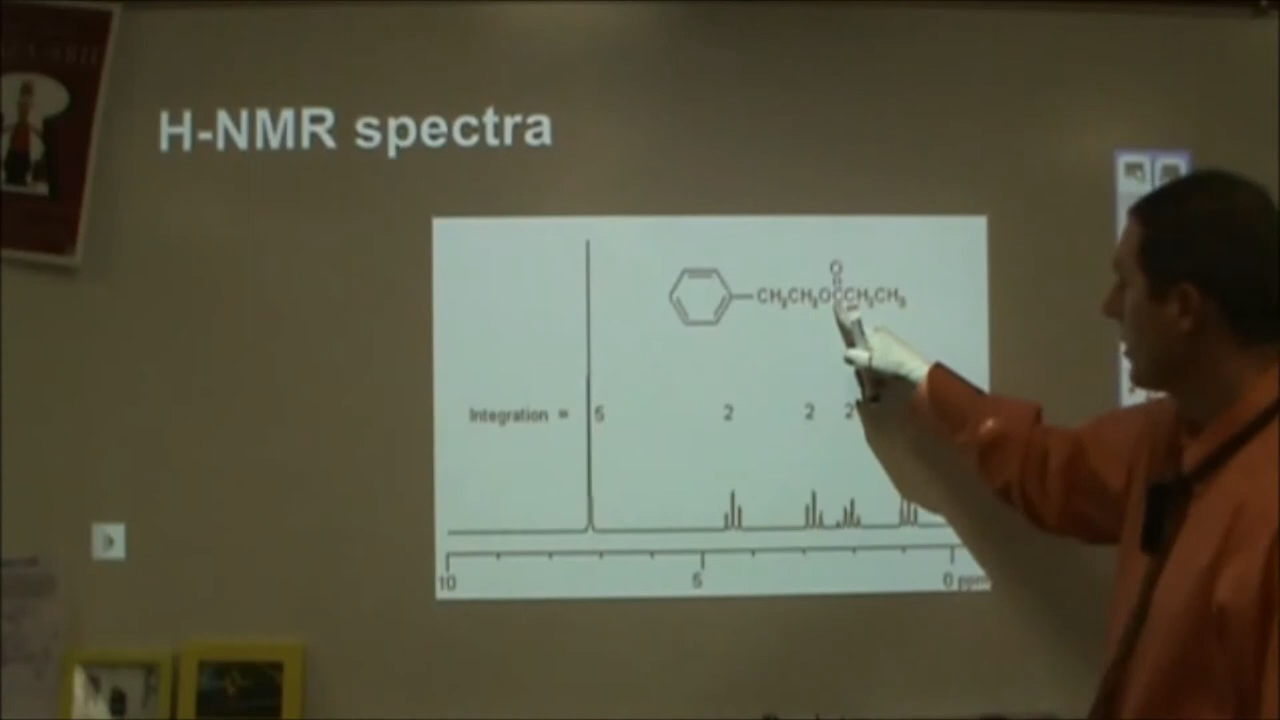 H-NMR spectra
O
CH₂CH₂OCCH₂CH₃
Integration = 5 2 2 2
10 5 0 ppm